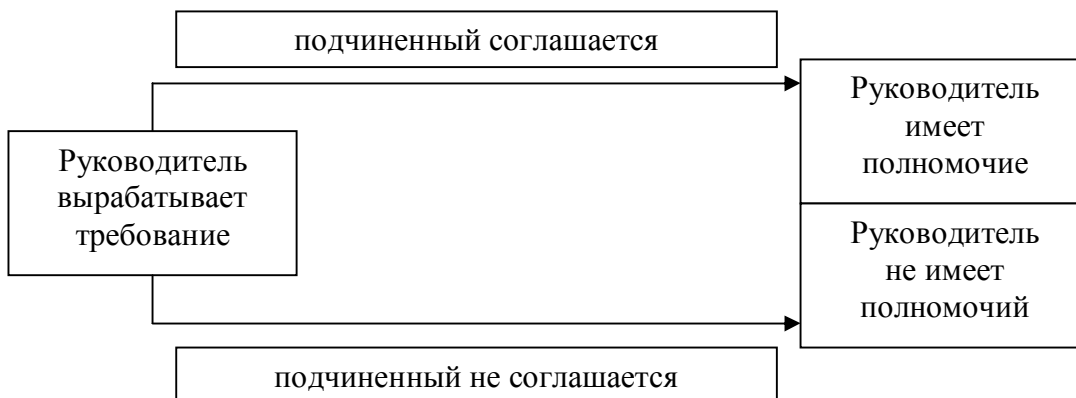 подчиненный соглашается
Руководитель
имеет
полномочие
Руководитель
вырабатывает
требование
Руководитель
не имеет
полномочий
подчиненный не соглашается